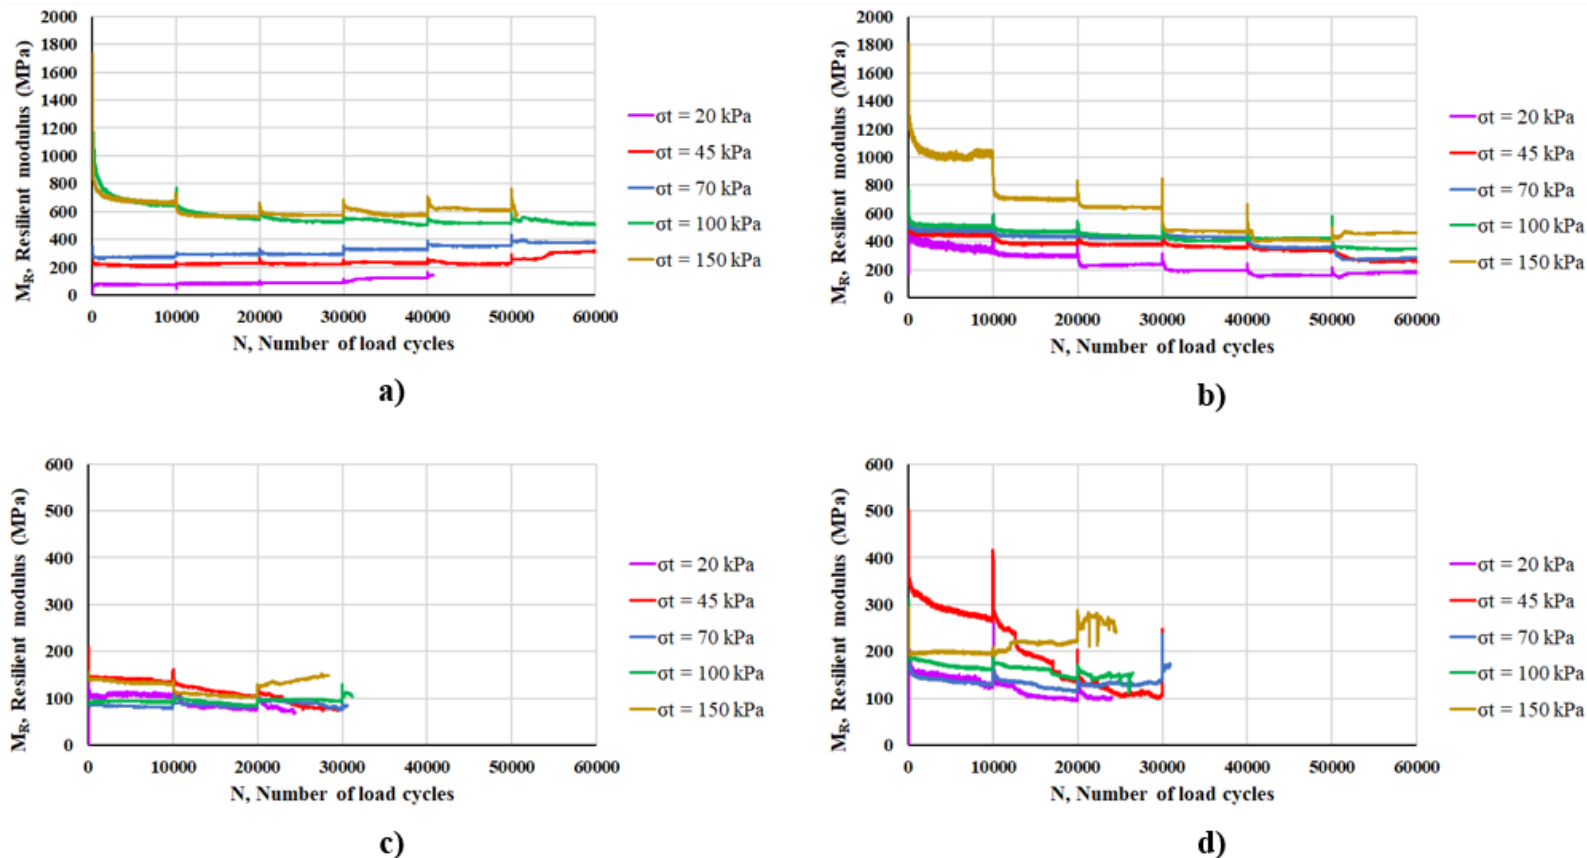 2000
1800
1600
1400
1200
1000
800
600
400
200
0
M_R, Resilient modulus (MPa)
0 10000 20000 30000 40000 50000 60000
N, Number of load cycles
σt = 20 kPa
σt = 45 kPa
σt = 70 kPa
σt = 100 kPa
σt = 150 kPa
a)
2000
1800
1600
1400
1200
1000
800
600
400
200
0
M_R, Resilient modulus (MPa)
0 10000 20000 30000 40000 50000 60000
N, Number of load cycles
σt = 20 kPa
σt = 45 kPa
σt = 70 kPa
σt = 100 kPa
σt = 150 kPa
b)
600
500
400
300
200
100
0
M_R, Resilient modulus (MPa)
0 10000 20000 30000 40000 50000 60000
N, Number of load cycles
σt = 20 kPa
σt = 45 kPa
σt = 70 kPa
σt = 100 kPa
σt = 150 kPa
c)
600
500
400
300
200
100
0
M_R, Resilient modulus (MPa)
0 10000 20000 30000 40000 50000 60000
N, Number of load cycles
σt = 20 kPa
σt = 45 kPa
σt = 70 kPa
σt = 100 kPa
σt = 150 kPa
d)